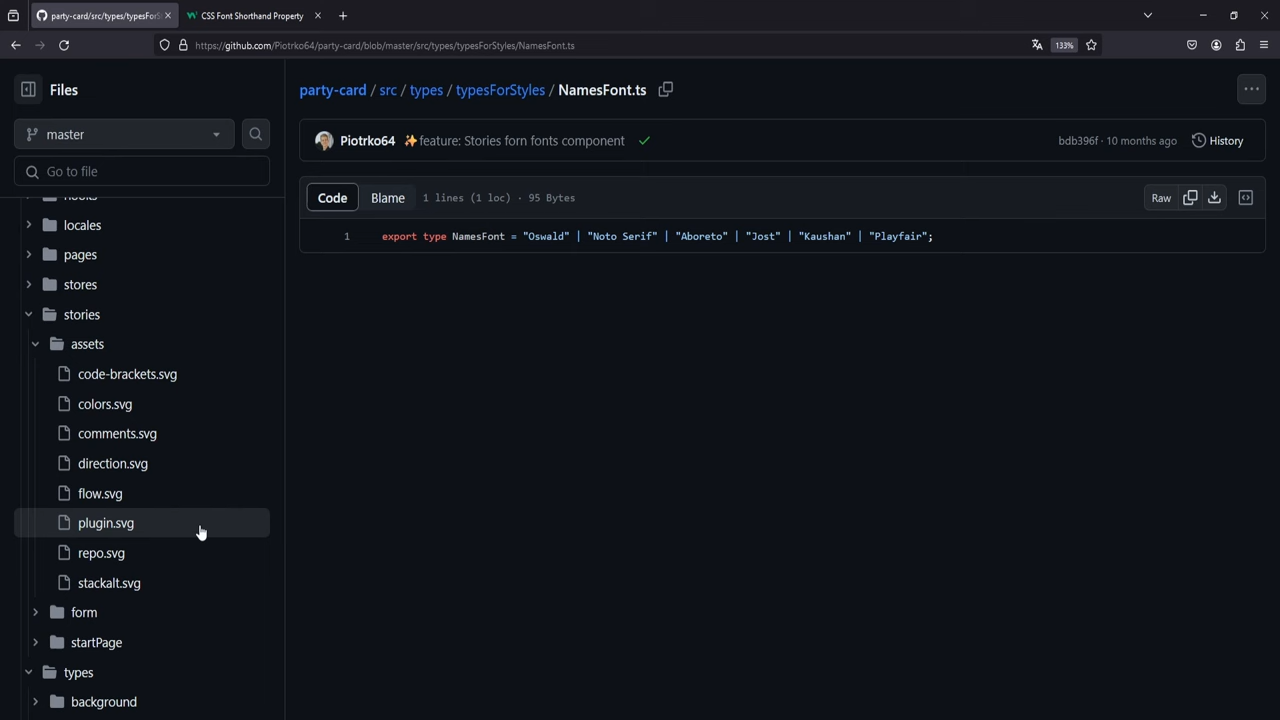 party-card/src/types/typesForSt
CSS Font Shorthand Property
https://github.com/Piotrko64/party-card/blob/master/src/types/typesForStyles/NamesFont.ts
133%
Files
party-card / src / types / typesForStyles / NamesFont.ts
master
Piotrko64 ✨feature: Stories forn fonts component
bdb396f · 10 months ago
History
Go to file
hooks
Code
Blame
1 lines (1 loc) · 95 Bytes
Raw
locales
1 export type NamesFont = "Oswald" | "Noto Serif" | "Aboreto" | "Jost" | "Kaushan" | "Playfair";
pages
stores
stories
assets
code-brackets.svg
colors.svg
comments.svg
direction.svg
flow.svg
plugin.svg
repo.svg
stackalt.svg
form
startPage
types
background